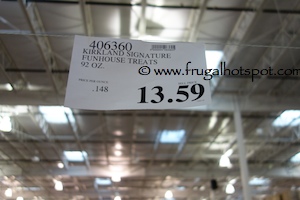 406360
KIRKLAND SIGNATURE
FUNHOUSE TREATS
92 OZ.
www.frugalhotspot.com
.148
13.59